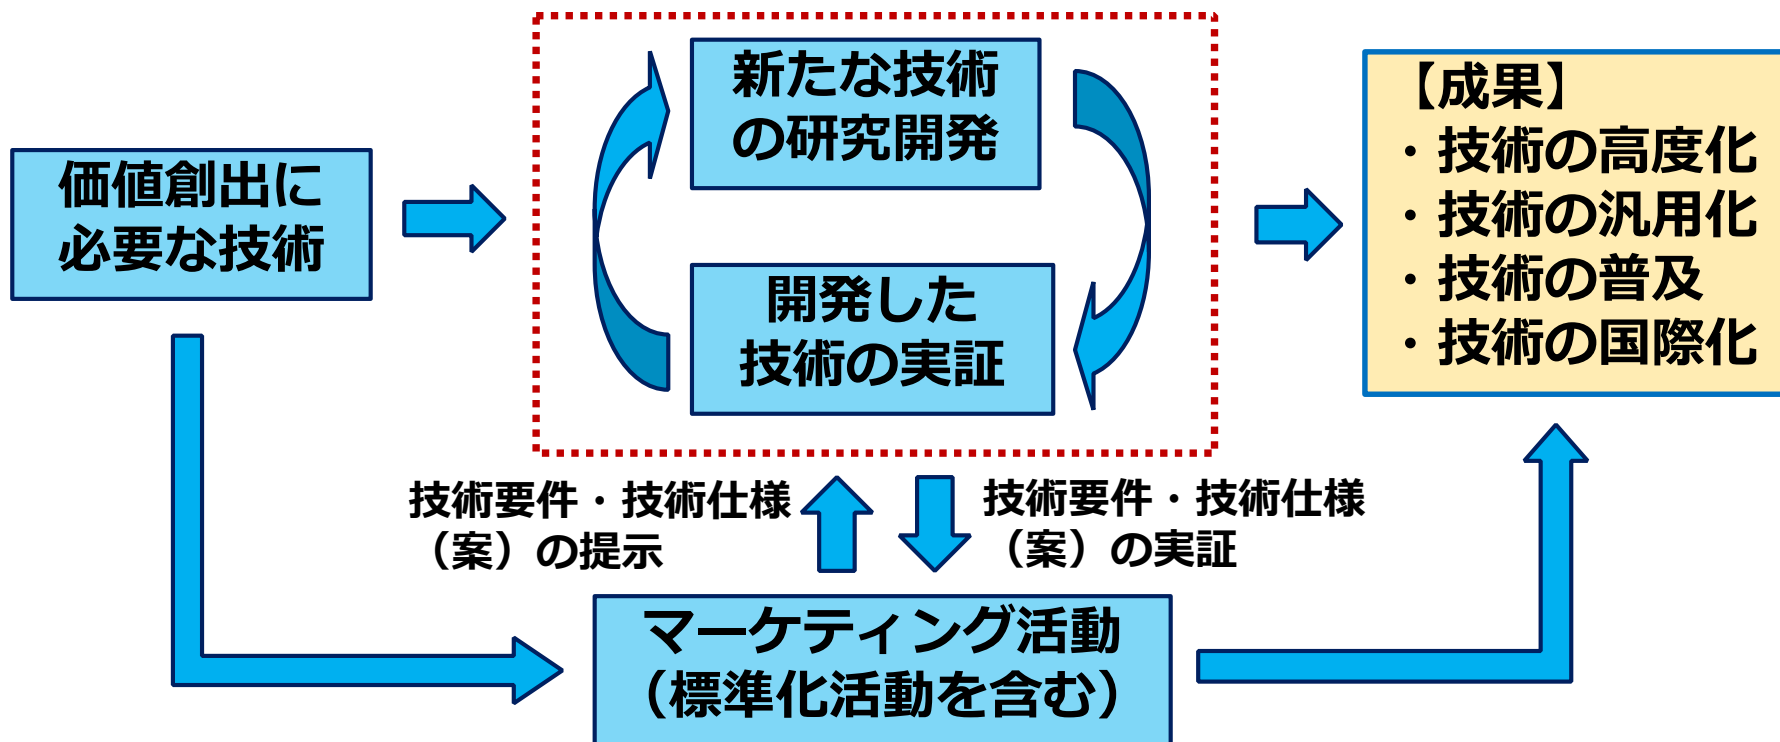 価値創出に
必要な技術
新たな技術
の研究開発
開発した
技術の実証
【成果】
・技術の高度化
・技術の汎用化
・技術の普及
・技術の国際化
技術要件・技術仕様
（案）の提示
技術要件・技術仕様
（案）の実証
マーケティング活動
（標準化活動を含む）